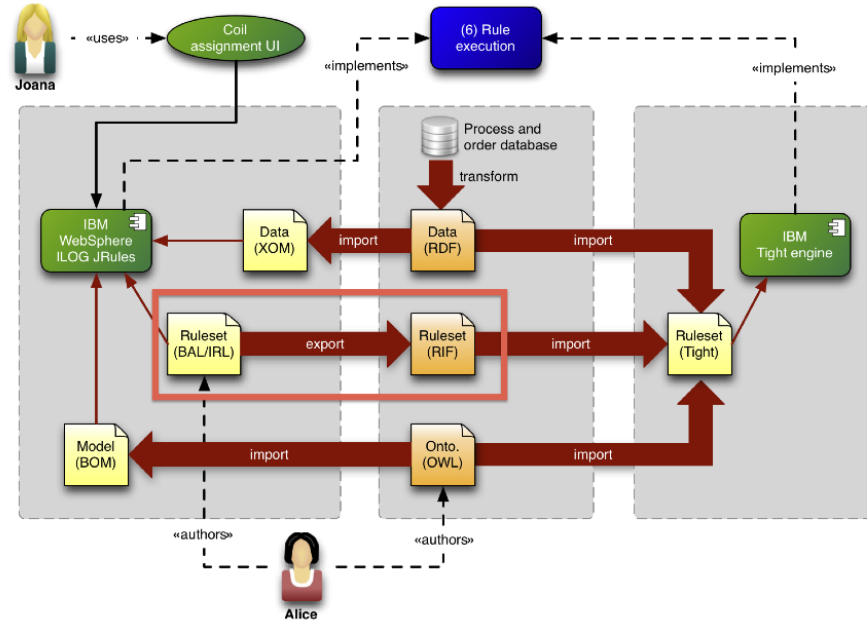 Joana
«uses»
Coil
assignment UI
(6) Rule
execution
«implements»
«implements»
Process and
order database
transform
IBM
WebSphere
ILOG JRules
Data
(XOM)
import
Data
(RDF)
import
IBM
Tight engine
Ruleset
(BAL/IRL)
export
Ruleset
(RIF)
import
Ruleset
(Tight)
Model
(BOM)
import
Onto.
(OWL)
import
«authors»
«authors»
Alice